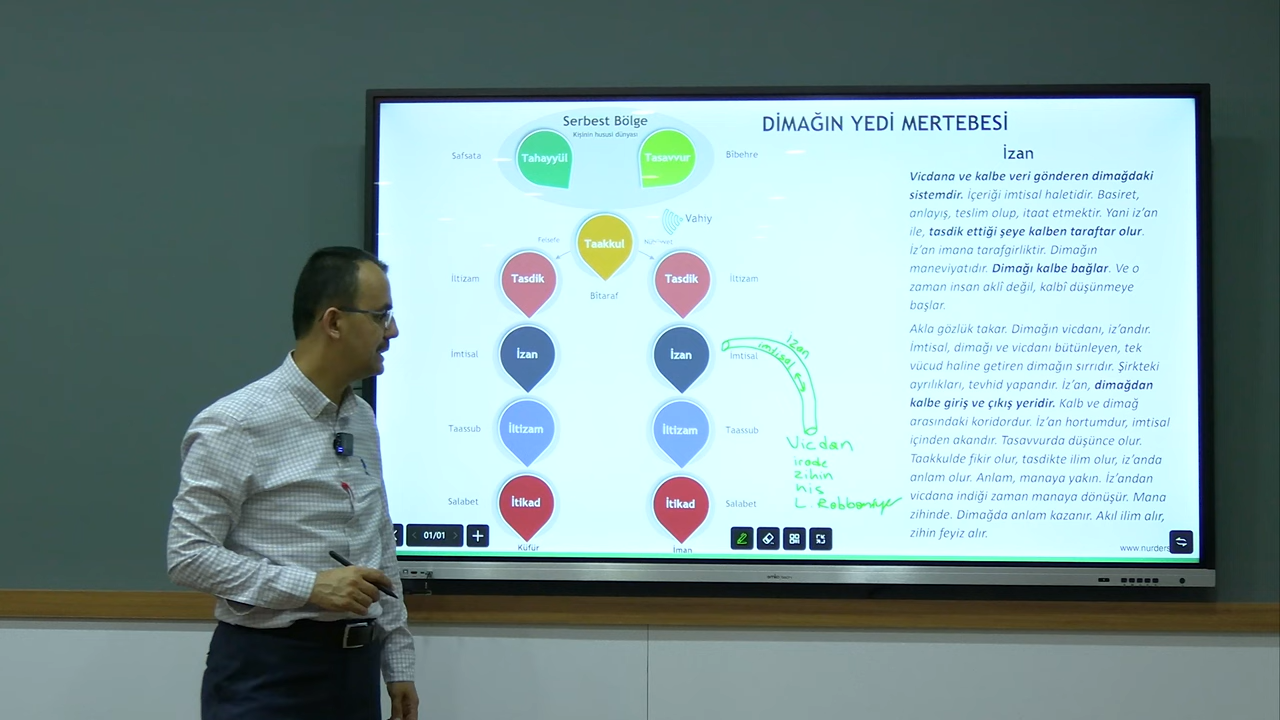 Serbest Bölge
Kişinin hususi dünyası
Safsata
Tahayyül
Tasavvur
Bîbehre
Vahiy
Felsefe
Taakkul
Bîtaraf
İltizam
Tasdik
Tasdik
İltizam
İmtisal
İzan
İzan
İmtisal
Taassub
İltizam
İltizam
Taassub
Salabet
İtikad
İtikad
Salabet
Küfür
İman
01/01
İzan
imtisal
Vicdan
irade
zihin
his
L. Rabbaniye
DİMAĞIN YEDİ MERTEBESİ
İzan
Vicdana ve kalbe veri gönderen dimağdaki
sistemdir. İçeriği imtisal haletidir. Basiret,
anlayış, teslim olup, itaat etmektir. Yani iz'an
ile, tasdik ettiği şeye kalben taraftar olur.
İz'an imana tarafgirliktir. Dimağın
maneviyatıdır. Dimağı kalbe bağlar. Ve o
zaman insan aklî değil, kalbî düşünmeye
başlar.
Akla gözlük takar. Dimağın vicdanı, iz'andır.
İmtisal, dimağı ve vicdanı bütünleyen, tek
vücud haline getiren dimağın sırrıdır. Şirkteki
ayrılıkları, tevhid yapandır. İz'an, dimağdan
kalbe giriş ve çıkış yeridir. Kalb ve dimağ
arasındaki koridordur. İz'an hortumdur, imtisal
içinden akandır. Tasavvurda düşünce olur.
Taakkulde fikir olur, tasdikte ilim olur, iz'anda
anlam olur. Anlam, manaya yakın. İz'andan
vicdana indiği zaman manaya dönüşür. Mana
zihinde. Dimağda anlam kazanır. Akıl ilim alır,
zihin feyiz alır.
www.nurders